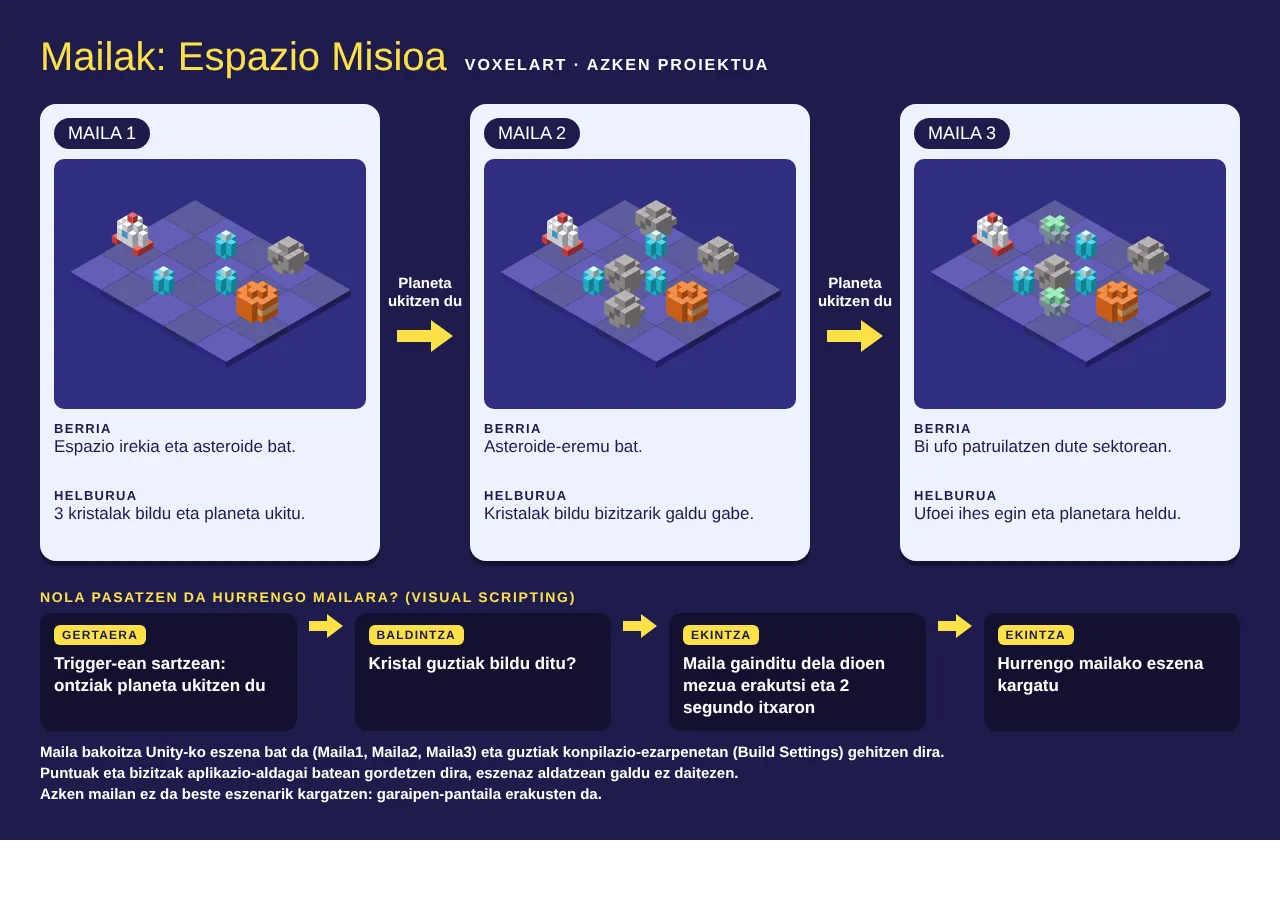 Mailak: Espazio Misioa VOXELART · AZKEN PROIEKTUA
MAILA 1
BERRIA
Espazio irekia eta asteroide bat.
HELBURUA
3 kristalak bildu eta planeta ukitu.
Planeta
ukitzen du
MAILA 2
BERRIA
Asteroide-eremu bat.
HELBURUA
Kristalak bildu bizitzarik galdu gabe.
Planeta
ukitzen du
MAILA 3
BERRIA
Bi ufo patruilatzen dute sektorean.
HELBURUA
Ufoei ihes egin eta planetara heldu.
NOLA PASATZEN DA HURRENGO MAILARA? (VISUAL SCRIPTING)
GERTAERA
Trigger-ean sartzean:
ontziak planeta ukitzen du
BALDINTZA
Kristal guztiak bildu ditu?
EKINTZA
Maila gainditu dela dioen
mezua erakutsi eta 2
segundo itxaron
EKINTZA
Hurrengo mailako eszena
kargatu
Maila bakoitza Unity-ko eszena bat da (Maila1, Maila2, Maila3) eta guztiak konpilazio-ezarpenetan (Build Settings) gehitzen dira.
Puntuak eta bizitzak aplikazio-aldagai batean gordetzen dira, eszenaz aldatzean galdu ez daitezen.
Azken mailan ez da beste eszenarik kargatzen: garaipen-pantaila erakusten da.